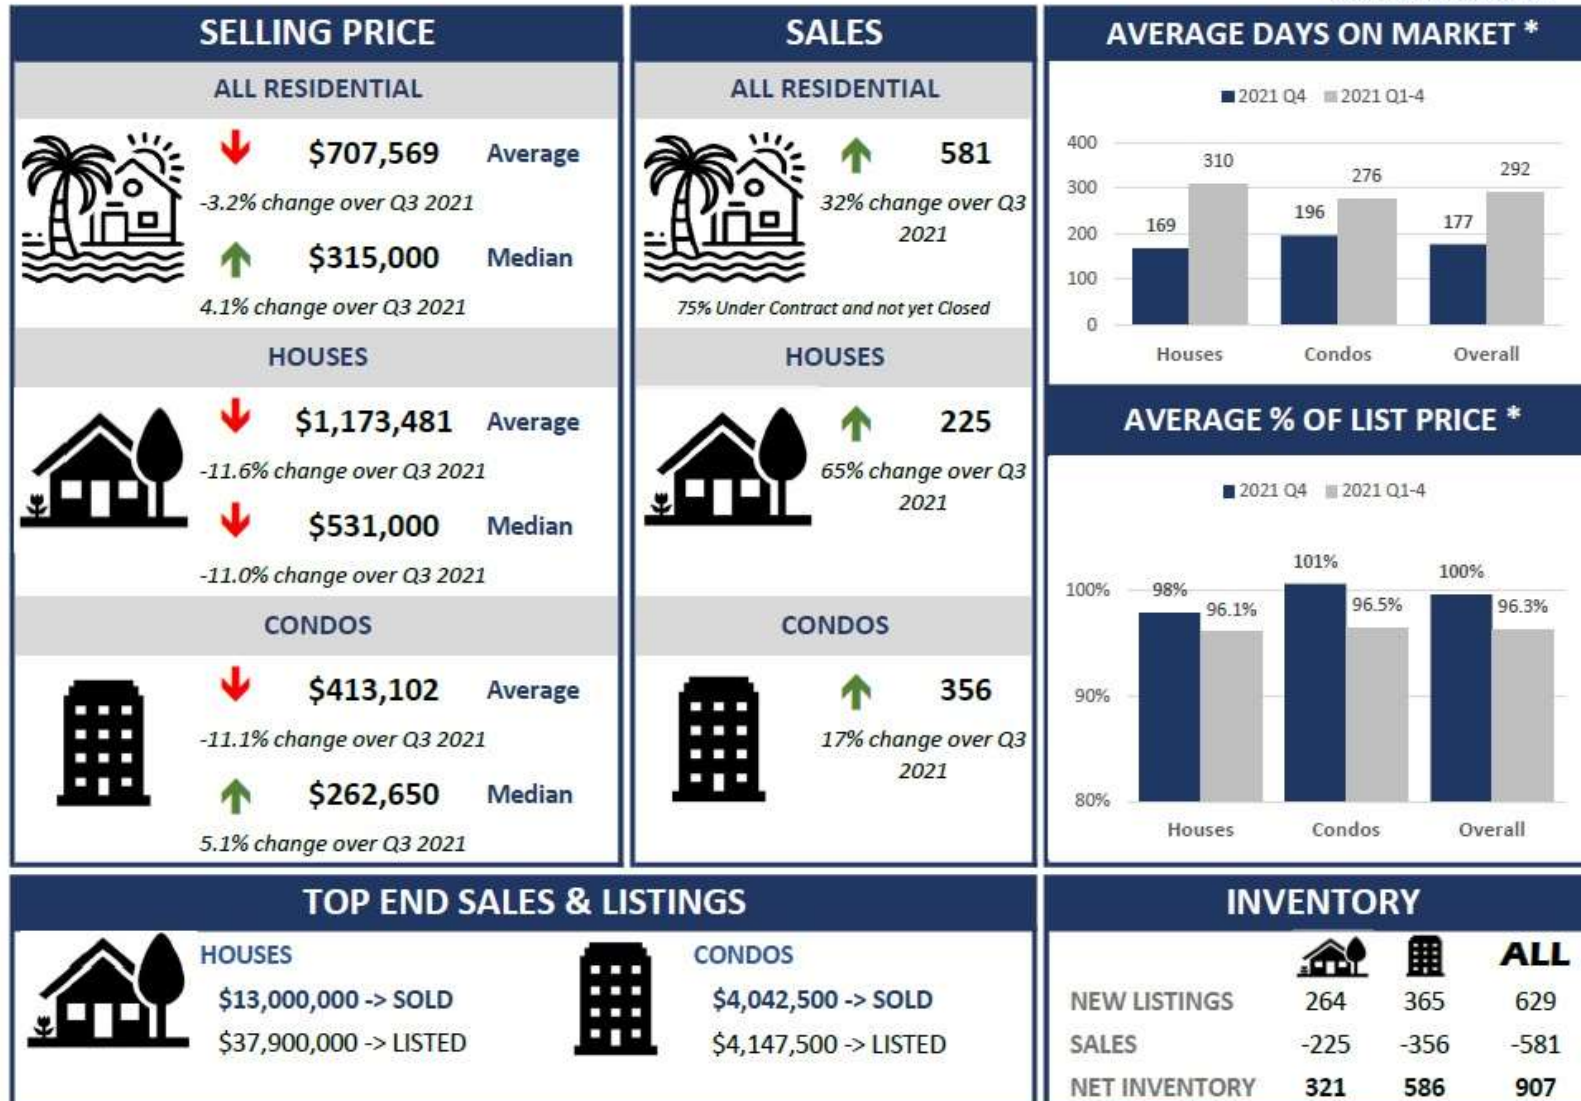 SELLING PRICE
ALL RESIDENTIAL
$707,569 Average
-3.2% change over Q3 2021
$315,000 Median
4.1% change over Q3 2021
HOUSES
$1,173,481 Average
-11.6% change over Q3 2021
$531,000 Median
-11.0% change over Q3 2021
CONDOS
$413,102 Average
-11.1% change over Q3 2021
$262,650 Median
5.1% change over Q3 2021
SALES
ALL RESIDENTIAL
581
32% change over Q3
2021
75% Under Contract and not yet Closed
HOUSES
225
65% change over Q3
2021
CONDOS
356
17% change over Q3
2021
AVERAGE DAYS ON MARKET *
2021 Q4 2021 Q1-4
400
300
200
100
0
169 310 196 276 177 292
Houses Condos Overall
AVERAGE % OF LIST PRICE *
2021 Q4 2021 Q1-4
100%
90%
80%
98% 96.1% 101% 96.5% 100% 96.3%
Houses Condos Overall
TOP END SALES & LISTINGS
HOUSES
$13,000,000 -> SOLD
$37,900,000 -> LISTED
CONDOS
$4,042,500 -> SOLD
$4,147,500 -> LISTED
INVENTORY
ALL
NEW LISTINGS 264 365 629
SALES -225 -356 -581
NET INVENTORY 321 586 907